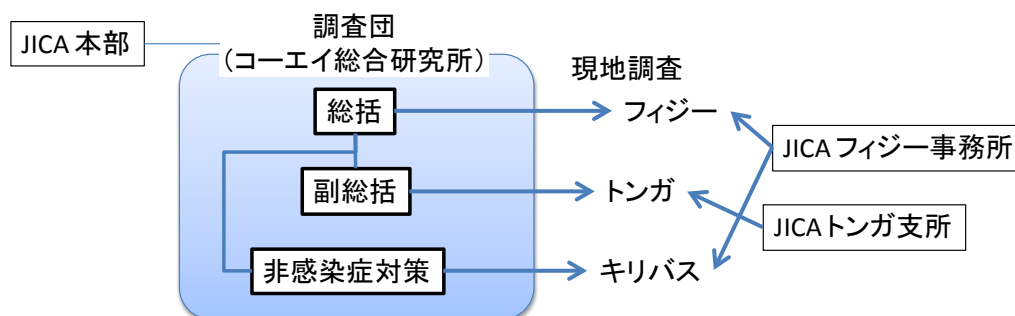 JICA 本部
調査団
（コーエイ総合研究所）
現地調査
総括
フィジー
JICA フィジー事務所
副総括
トンガ
JICAトンガ支所
非感染症対策
キリバス